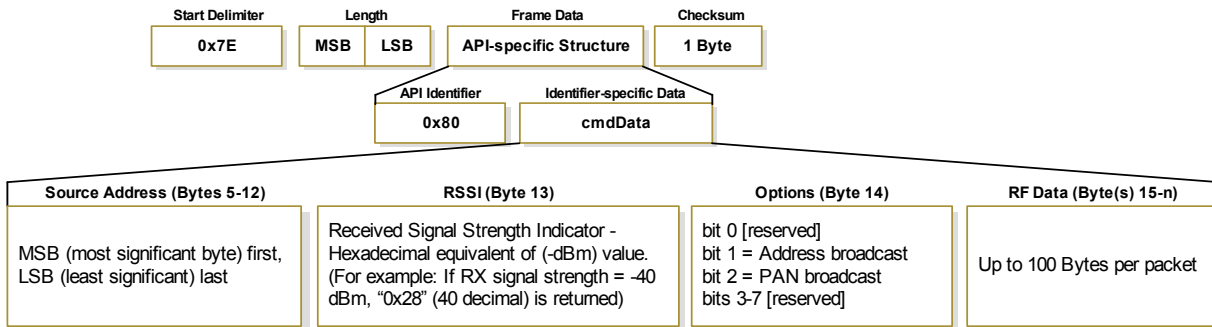 Start Delimiter
Length
Frame Data
Checksum
0x7E
MSB
LSB
API-specific Structure
1 Byte
API Identifier
Identifier-specific Data
0x80
cmdData
Source Address (Bytes 5-12)
RSSI (Byte 13)
Options (Byte 14)
RF Data (Byte(s) 15-n)
MSB (most significant byte) first,
LSB (least significant) last
Received Signal Strength Indicator -
Hexadecimal equivalent of (-dBm) value.
(For example: If RX signal strength = -40
dBm, “0x28” (40 decimal) is returned)
bit 0 [reserved]
bit 1 = Address broadcast
bit 2 = PAN broadcast
bits 3-7 [reserved]
Up to 100 Bytes per packet